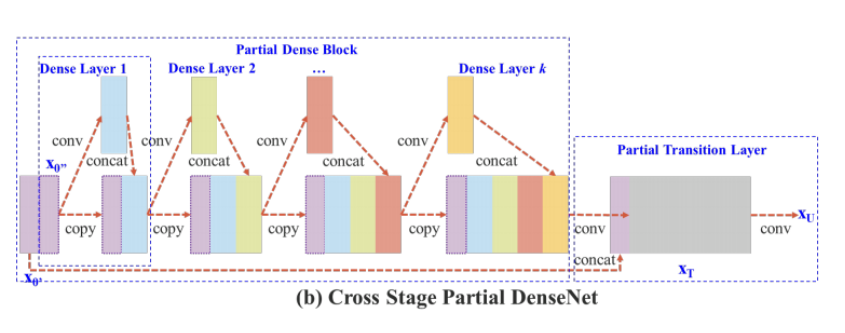 Partial Dense Block
Dense Layer 1
Dense Layer 2
...
Dense Layer k
conv
conv
conv
conv
x0''
concat
concat
concat
concat
Partial Transition Layer
copy
copy
copy
copy
conv
xU
conv
x0'
concat
xT
(b) Cross Stage Partial DenseNet